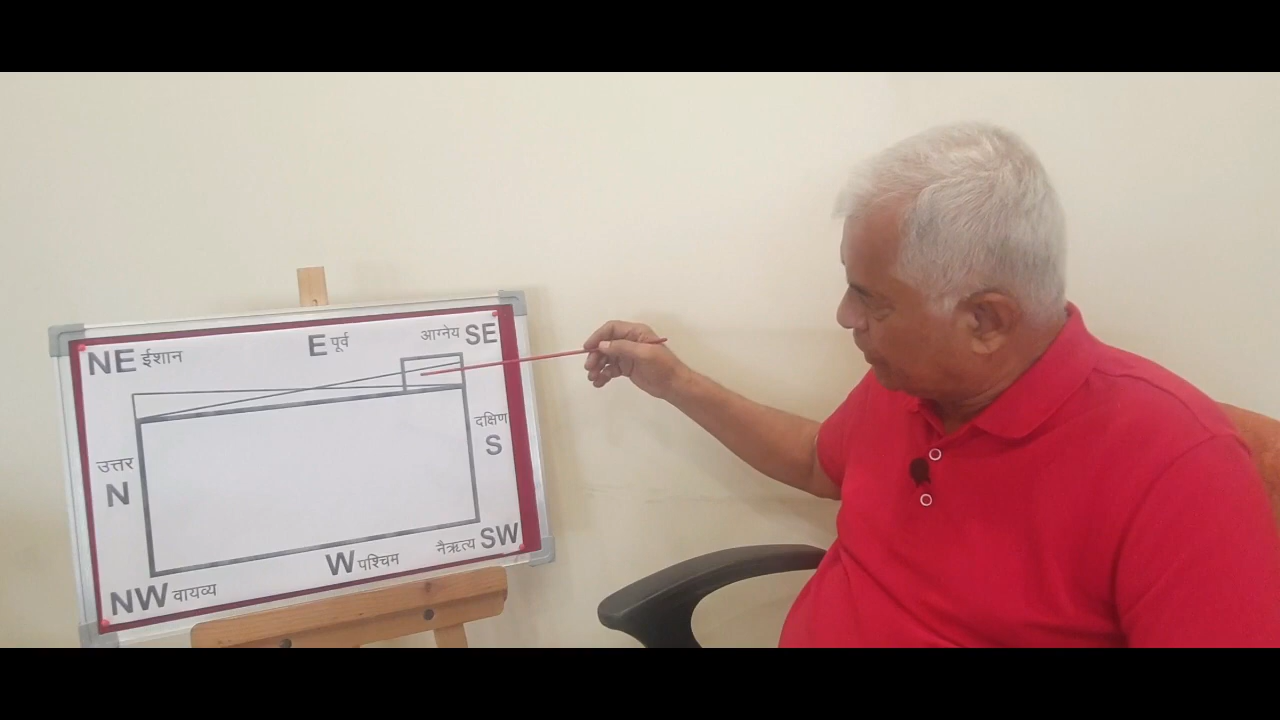 NE ईशान
E पूर्व
आग्नेय SE
उत्तर
N
दक्षिण
S
NW वायव्य
W पश्चिम
नैऋत्य SW